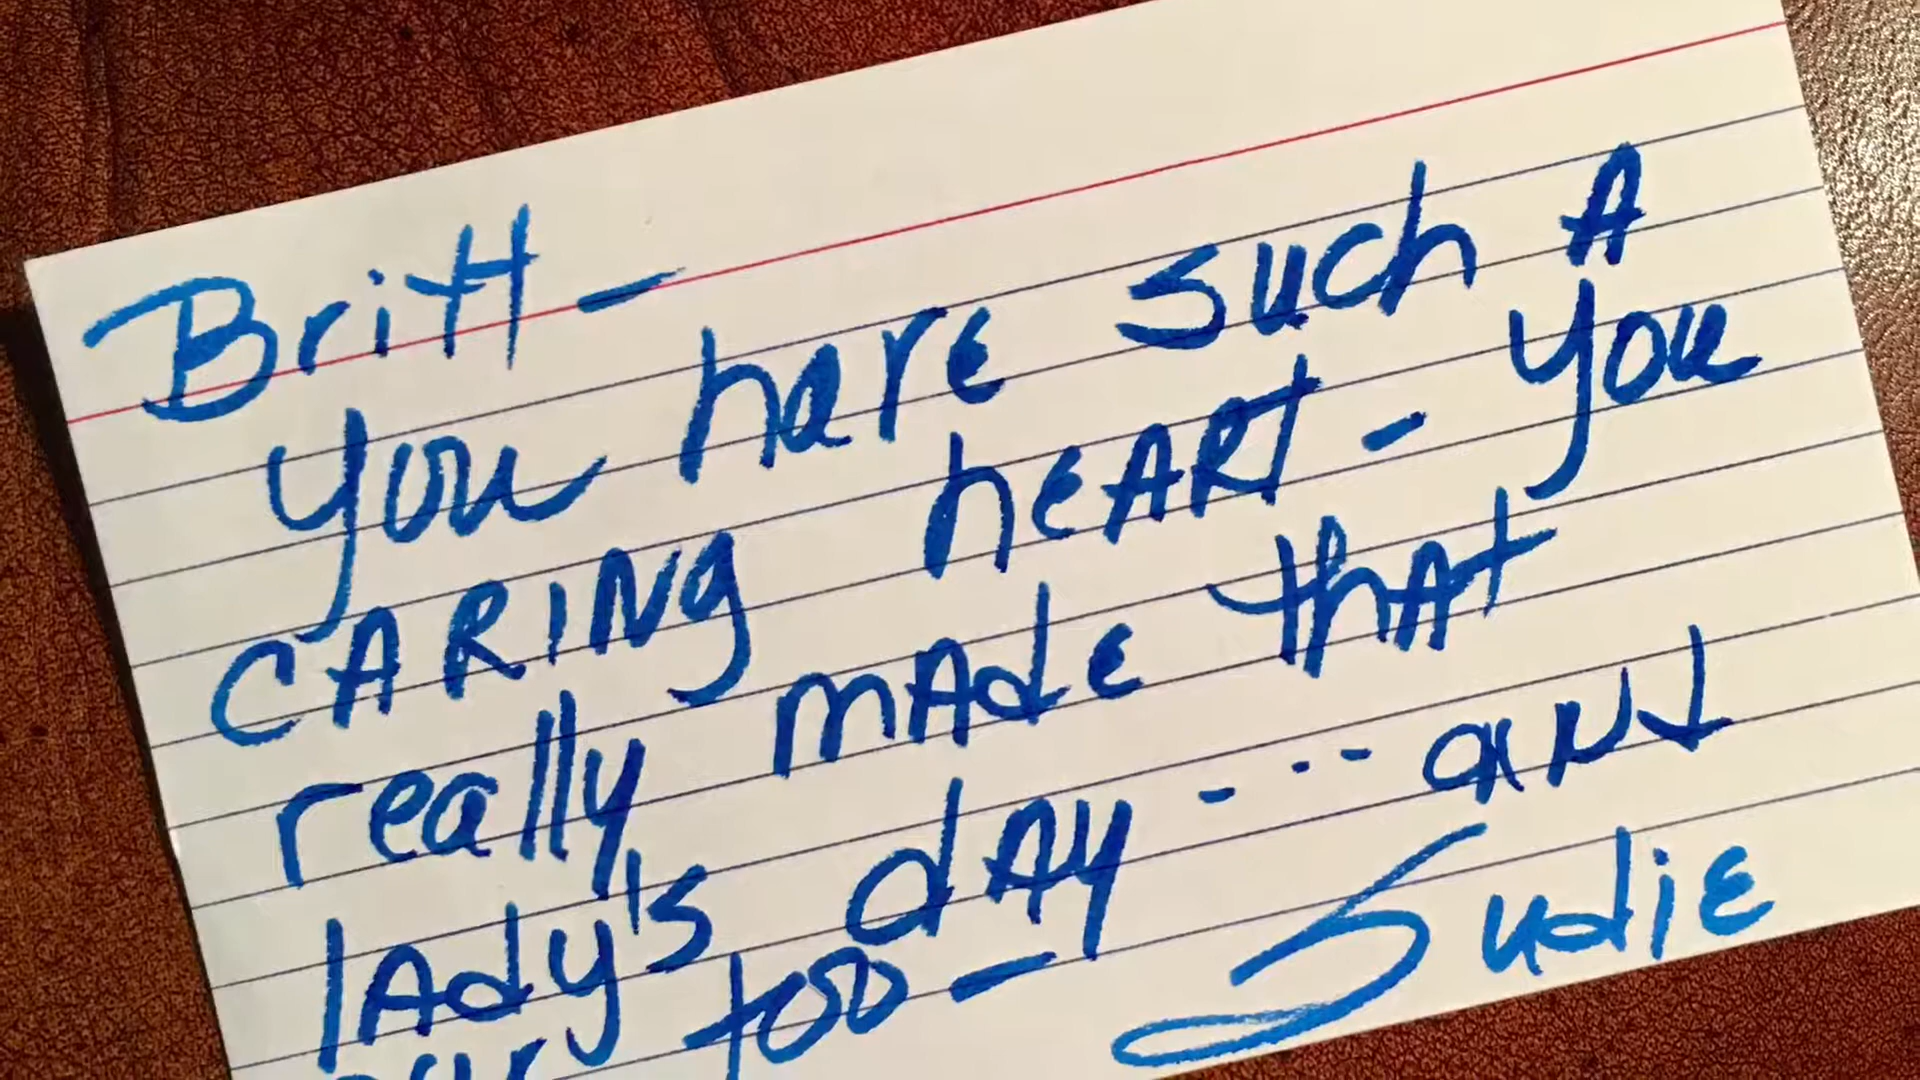 Britt -
you have such A
CARING heART - you
really mAde thAt
lAdy's dAy - . . - and
too - Sudie